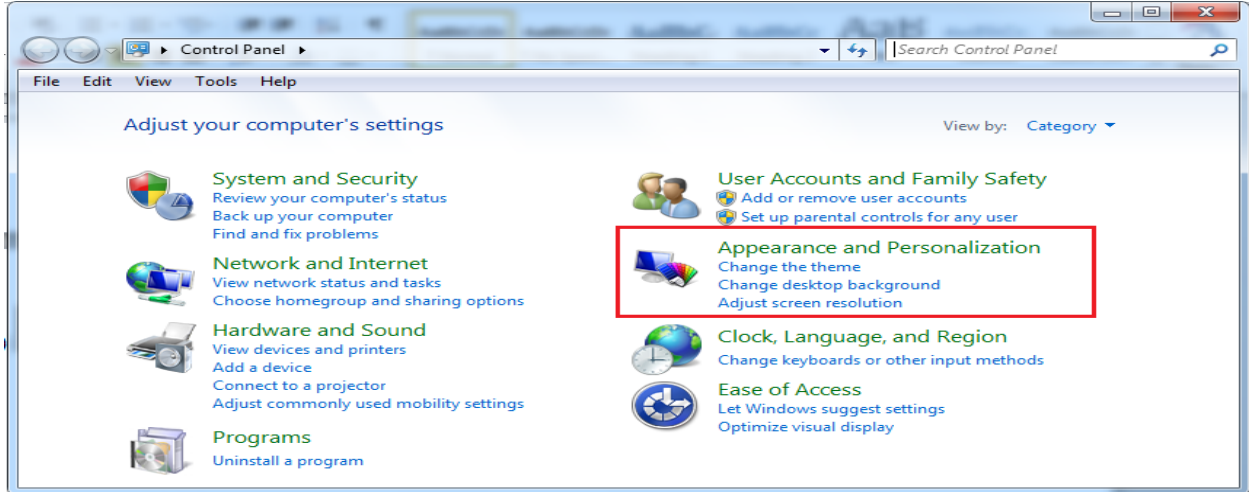 Control Panel
Search Control Panel
File Edit View Tools Help
Adjust your computer's settings
View by: Category
System and Security
Review your computer's status
Back up your computer
Find and fix problems
Network and Internet
View network status and tasks
Choose homegroup and sharing options
Hardware and Sound
View devices and printers
Add a device
Connect to a projector
Adjust commonly used mobility settings
Programs
Uninstall a program
User Accounts and Family Safety
Add or remove user accounts
Set up parental controls for any user
Appearance and Personalization
Change the theme
Change desktop background
Adjust screen resolution
Clock, Language, and Region
Change keyboards or other input methods
Ease of Access
Let Windows suggest settings
Optimize visual display